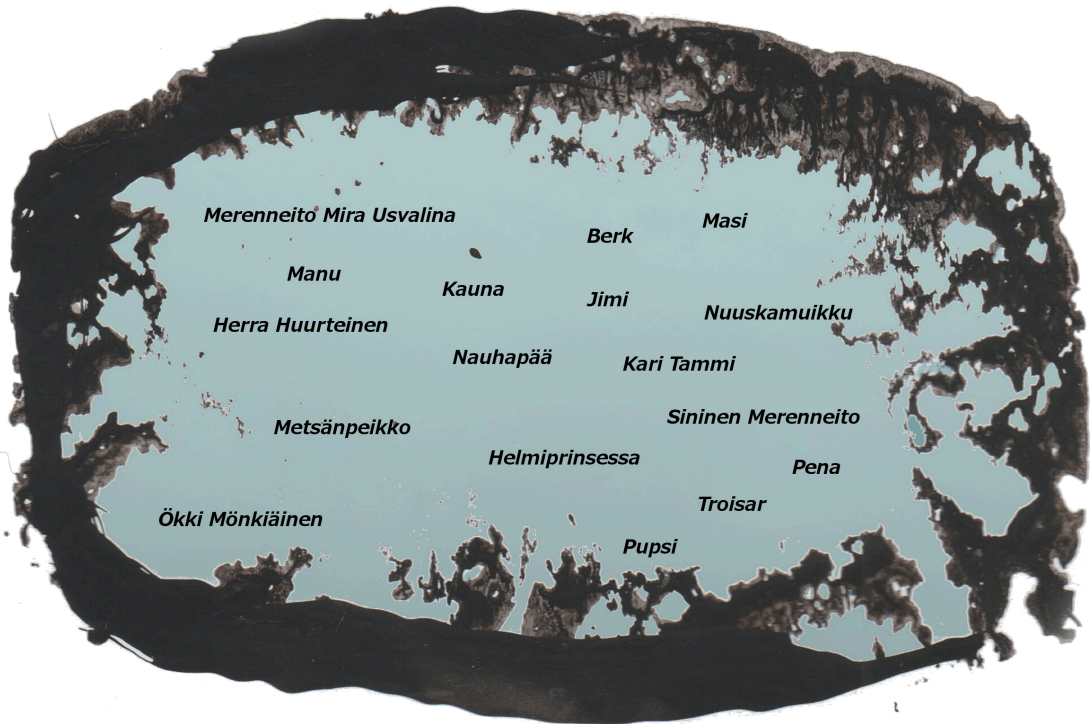 Merenneito Mira Usvalina
Masi
Berk
Manu
Kauna
Jimi
Nuuskamuikku
Herra Huurteinen
Nauhapää
Kari Tammi
Sininen Merenneito
Metsänpeikko
Helmiprinsessa
Pena
Troisar
Ökki Mönkiäinen
Pupsi